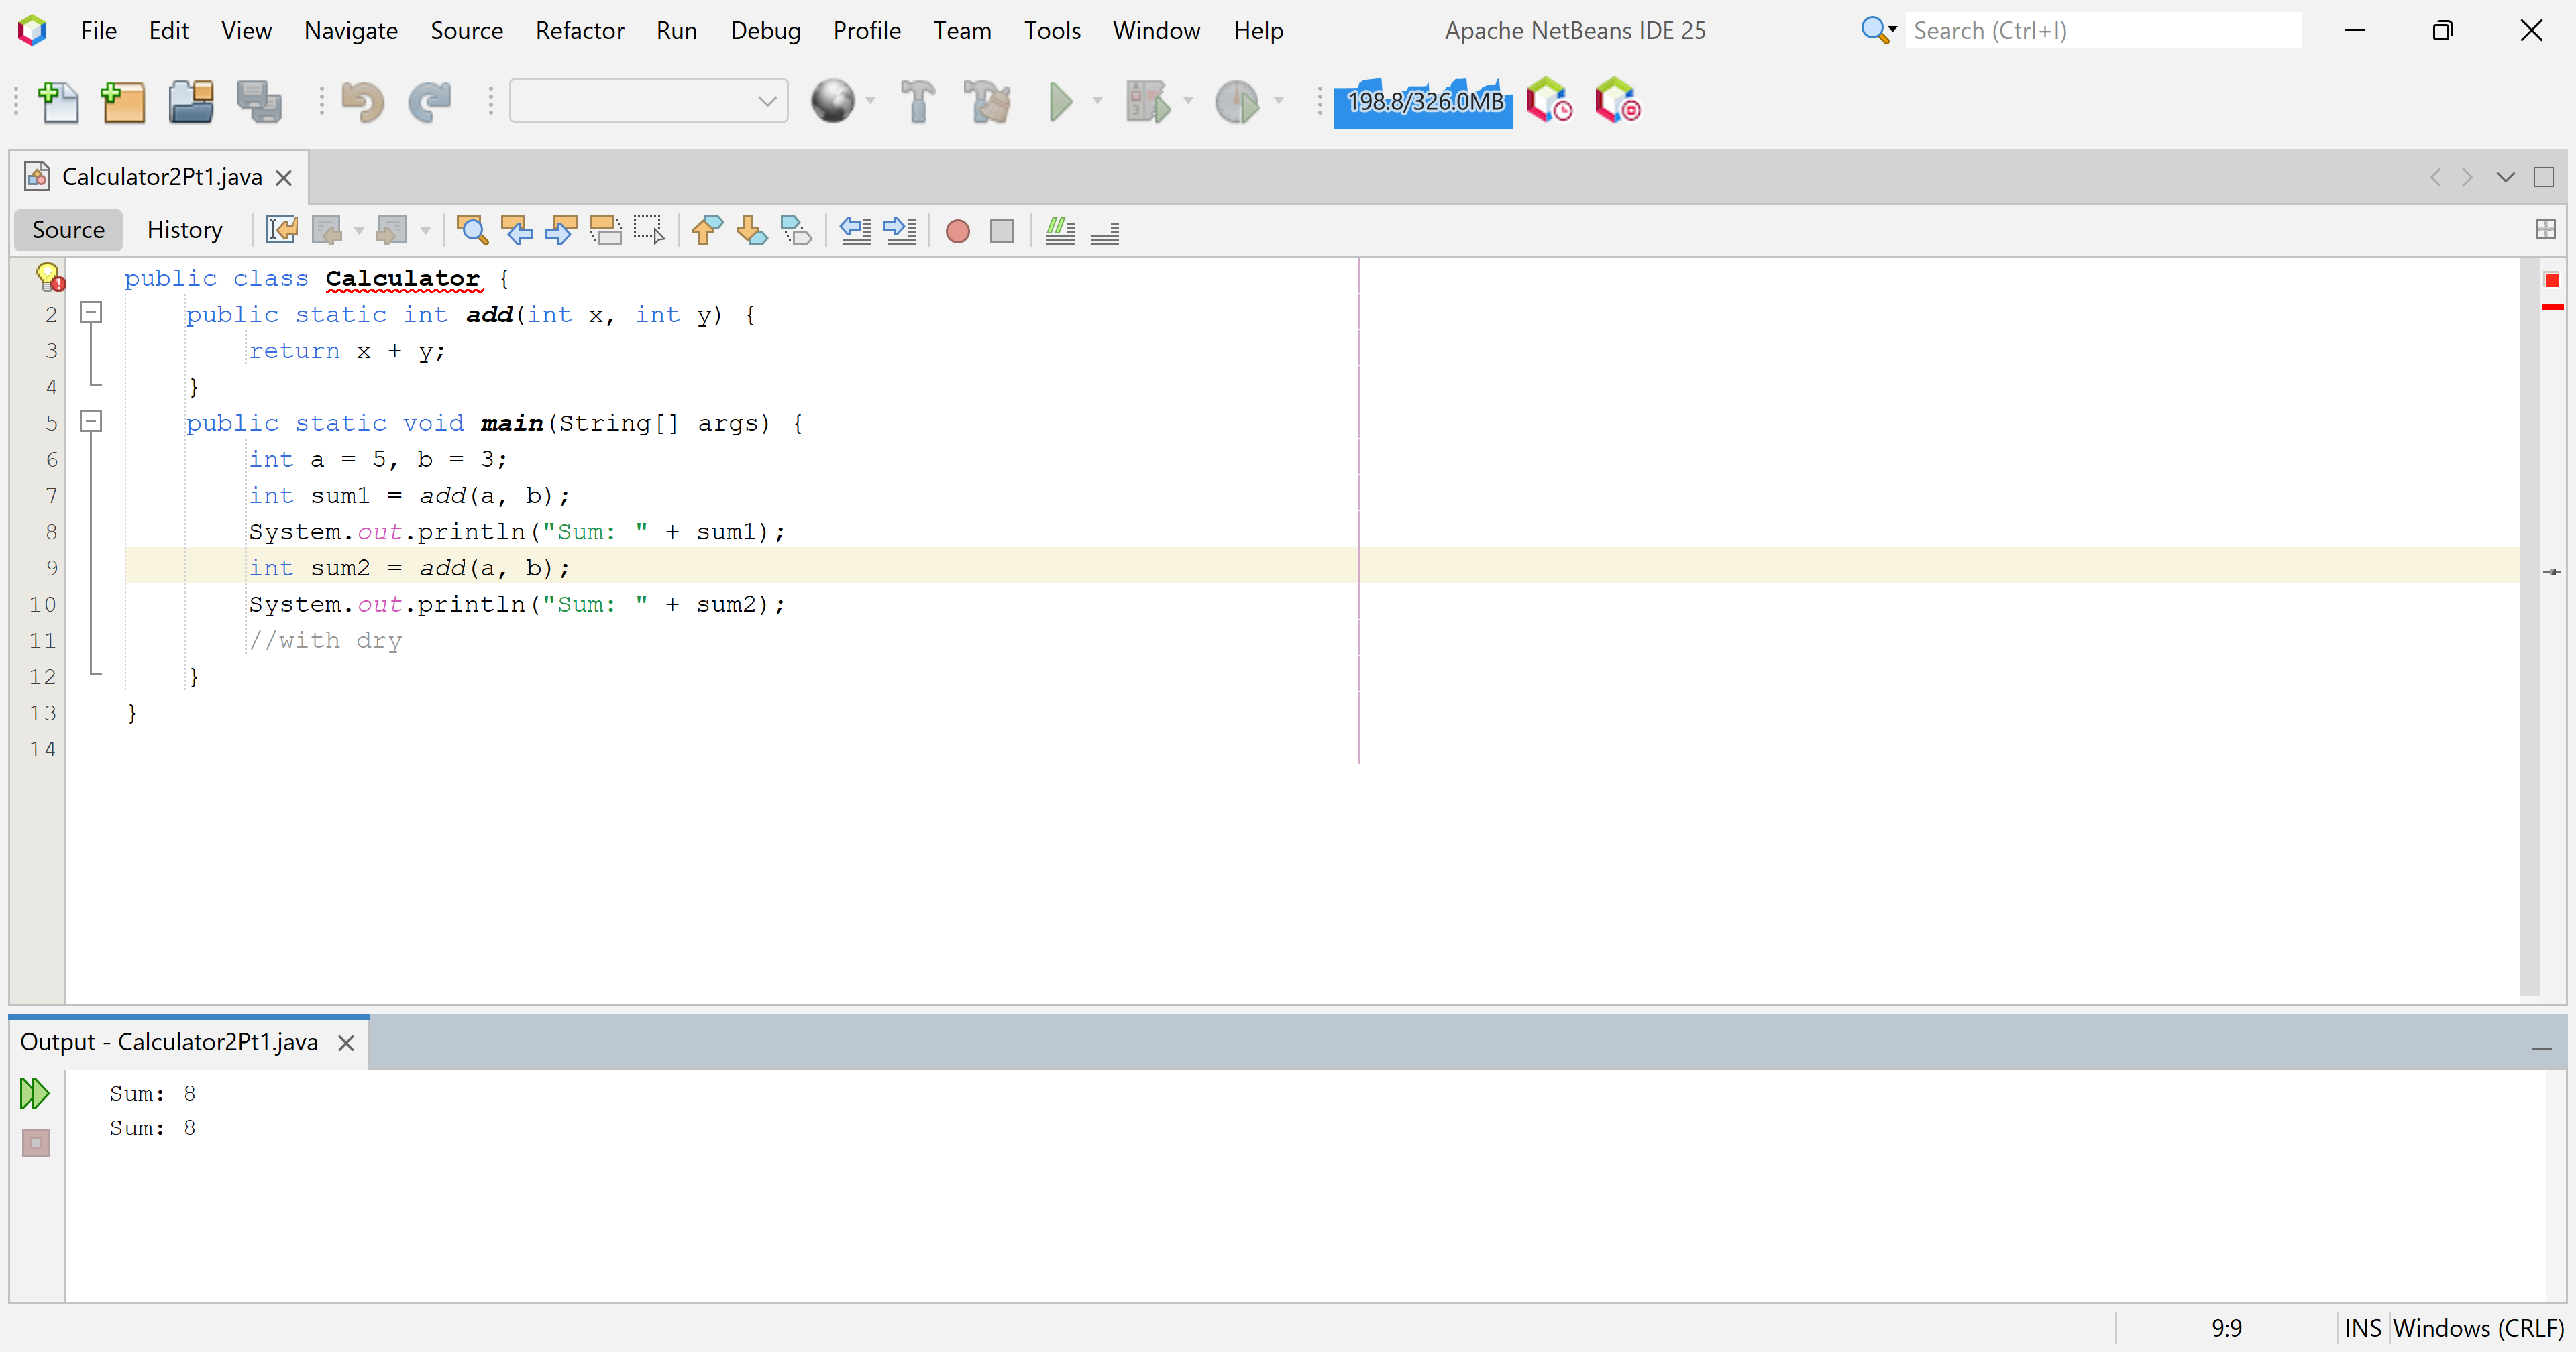 File Edit View Navigate Source Refactor Run Debug Profile Team Tools Window Help Apache NetBeans IDE 25 Search (Ctrl+I)
198.8/326.0MB
Calculator2Pt1.java
Source History
public class Calculator {
2 public static int add(int x, int y) {
3 return x + y;
4 }
5 public static void main(String[] args) {
6 int a = 5, b = 3;
7 int sum1 = add(a, b);
8 System.out.println("Sum: " + sum1);
9 int sum2 = add(a, b);
10 System.out.println("Sum: " + sum2);
11 //with dry
12 }
13 }
14
Output - Calculator2Pt1.java
Sum: 8
Sum: 8
9:9 INS Windows (CRLF)